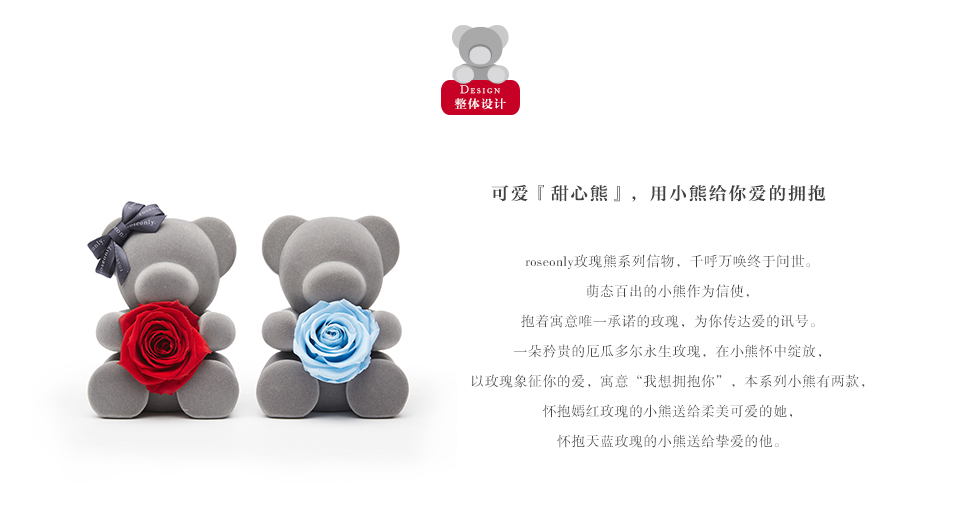 DESIGN
整体设计
可爱『甜心熊』，用小熊给你爱的拥抱
roseonly玫瑰熊系列信物，千呼万唤终于问世。
萌态百出的小熊作为信使，
抱着寓意唯一承诺的玫瑰，为你传达爱的讯号。
一朵矜贵的厄瓜多尔永生玫瑰，在小熊怀中绽放，
以玫瑰象征你的爱，寓意“我想拥抱你”，本系列小熊有两款，
怀抱嫣红玫瑰的小熊送给柔美可爱的她，
怀抱天蓝玫瑰的小熊送给挚爱的他。
roseonly.